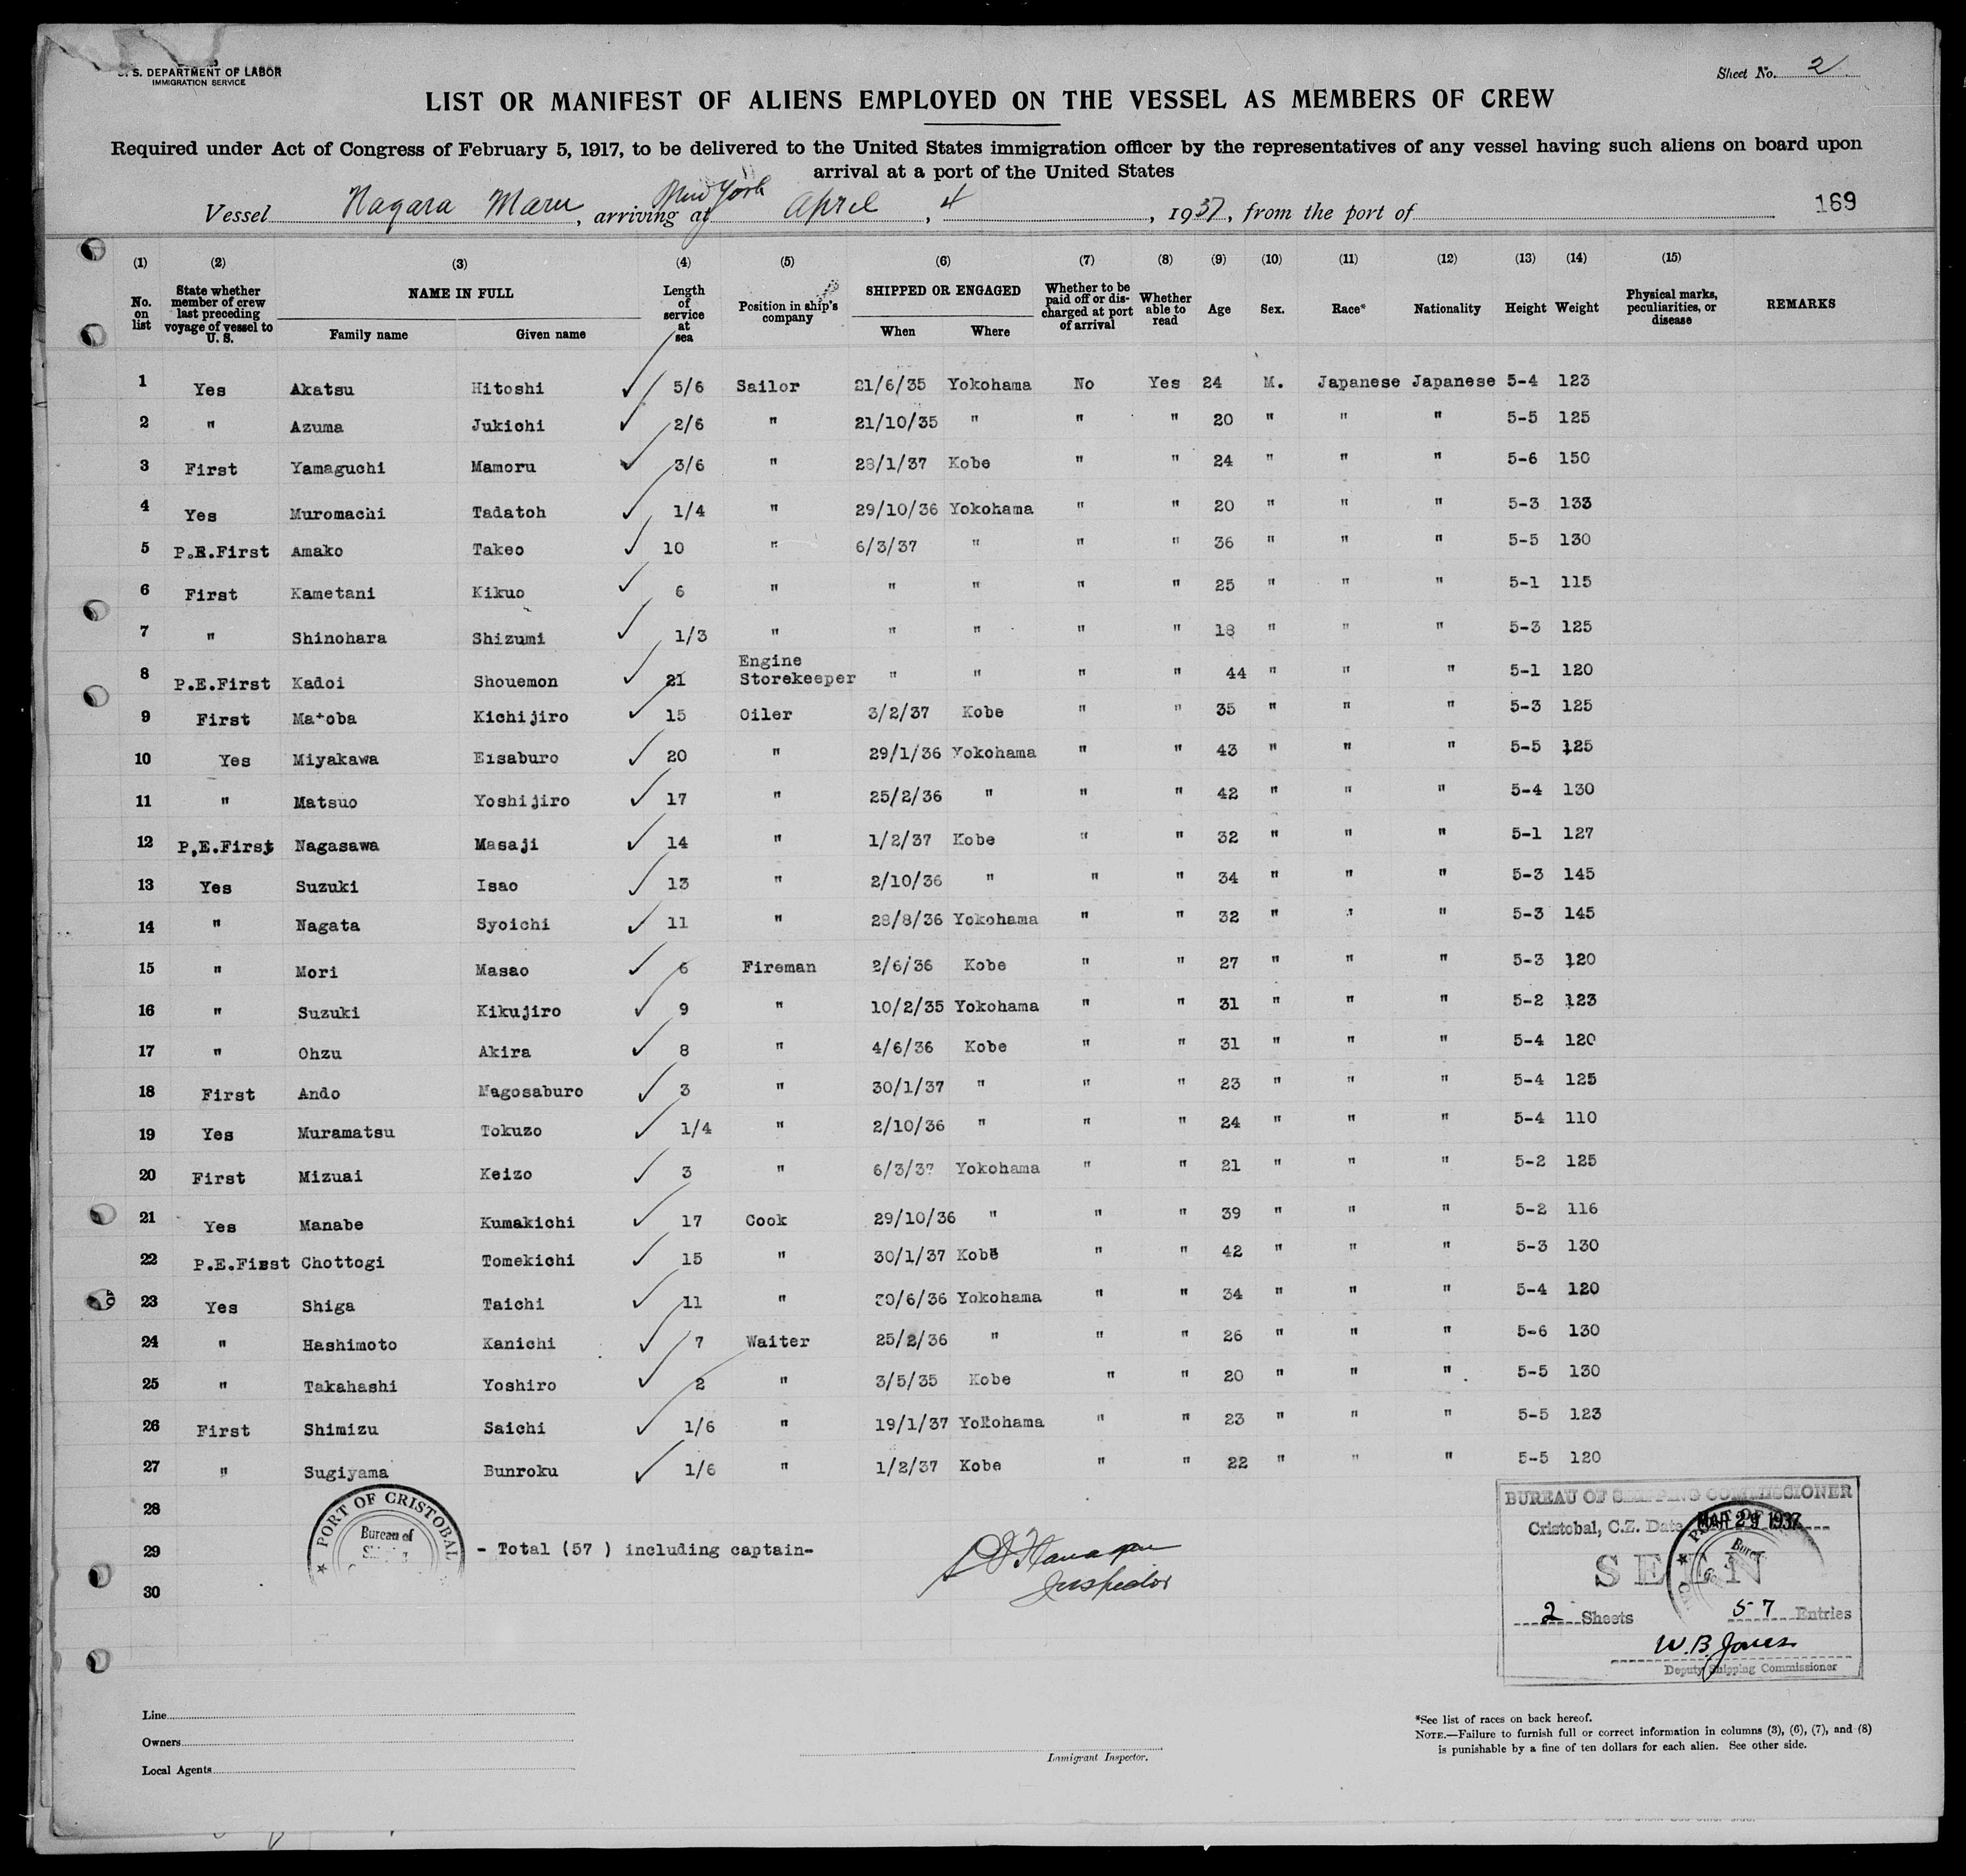 U. S. DEPARTMENT OF LABOR
IMMIGRATION SERVICE
Sheet No. 2
LIST OR MANIFEST OF ALIENS EMPLOYED ON THE VESSEL AS MEMBERS OF CREW
Required under Act of Congress of February 5, 1917, to be delivered to the United States immigration officer by the representatives of any vessel having such aliens on board upon
arrival at a port of the United States
Vessel Nagara Maru, arriving at New York April, 4, 1937, from the port of
169
(1) (2) (3) (4) (5) (6) (7) (8) (9) (10) (11) (12) (13) (14) (15)
No. on list State whether member of crew last preceding voyage of vessel to U. S. NAME IN FULL Family name Given name Length of service at sea Position in ship's company SHIPPED OR ENGAGED When Where Whether to be paid off or discharged at port of arrival Whether able to read Age Sex. Race* Nationality Height Weight Physical marks, peculiarities, or disease REMARKS
1 Yes Akatsu Hitoshi 5/6 Sailor 21/6/35 Yokohama No Yes 24 M. Japanese Japanese 5-4 123
2 " Azuma Jukichi 2/6 " 21/10/35 " " " 20 " " " 5-5 125
3 First Yamaguchi Mamoru 3/6 " 28/1/37 Kobe " " 24 " " " 5-6 150
4 Yes Muromachi Tadatoh 1/4 " 29/10/36 Yokohama " " 20 " " " 5-3 133
5 P.E.First Amako Takeo 10 " 6/3/37 " " " 36 " " " 5-5 130
6 First Kametani Kikuo 6 " " " " " 25 " " " 5-1 115
7 " Shinohara Shizumi 1/3 " " " " " 18 " " " 5-3 125
8 P.E.First Kadoi Shouemon 21 Engine Storekeeper " " " " 44 " " " 5-1 120
9 First Matoba Kichijiro 15 Oiler 3/2/37 Kobe " " 35 " " " 5-3 125
10 Yes Miyakawa Eisaburo 20 " 29/1/36 Yokohama " " 43 " " " 5-5 125
11 " Matsuo Yoshijiro 17 " 25/2/36 " " " 42 " " " 5-4 130
12 P,E.First Nagasawa Masaji 14 " 1/2/37 Kobe " " 32 " " " 5-1 127
13 Yes Suzuki Isao 13 " 2/10/36 " " " 34 " " " 5-3 145
14 " Nagata Syoichi 11 " 28/8/36 Yokohama " " 32 " " " 5-3 145
15 " Mori Masao 6 Fireman 2/6/36 Kobe " " 27 " " " 5-3 120
16 " Suzuki Kikujiro 9 " 10/2/35 Yokohama " " 31 " " " 5-2 123
17 " Ohzu Akira 8 " 4/6/36 Kobe " " 31 " " " 5-4 120
18 First Ando Magosaburo 3 " 30/1/37 " " " 23 " " " 5-4 125
19 Yes Muramatsu Tokuzo 1/4 " 2/10/36 " " " 24 " " " 5-4 110
20 First Mizuai Keizo 3 " 6/3/37 Yokohama " " 21 " " " 5-2 125
21 Yes Manabe Kumakichi 17 Cook 29/10/36 " " " 39 " " " 5-2 116
22 P.E.First Chottogi Tomekichi 15 " 30/1/37 Kobe " " 42 " " " 5-3 130
23 Yes Shiga Taichi 11 " 30/6/36 Yokohama " " 34 " " " 5-4 120
24 " Hashimoto Kanichi 7 Waiter 25/2/36 " " " 26 " " " 5-6 130
25 " Takahashi Yoshiro 2 " 3/5/35 Kobe " " 20 " " " 5-5 130
26 First Shimizu Saichi 1/6 " 19/1/37 Yokohama " " 23 " " " 5-5 123
27 " Sugiyama Bunroku 1/6 " 1/2/37 Kobe " " 22 " " " 5-5 120
28
29 - Total (57 ) including captain-
30
PORT OF CRISTOBAL
Bureau of
Inspector
BUREAU OF SHIPPING COMMISSIONER
Cristobal, C.Z. Date MAR 29 1937
SEEN
2 Sheets 57 Entries
W. B. Jones
Deputy Shipping Commissioner
Line
Owners
Local Agents
Immigrant Inspector.
*See list of races on back hereof.
NOTE.—Failure to furnish full or correct information in columns (3), (6), (7), and (8)
is punishable by a fine of ten dollars for each alien. See other side.